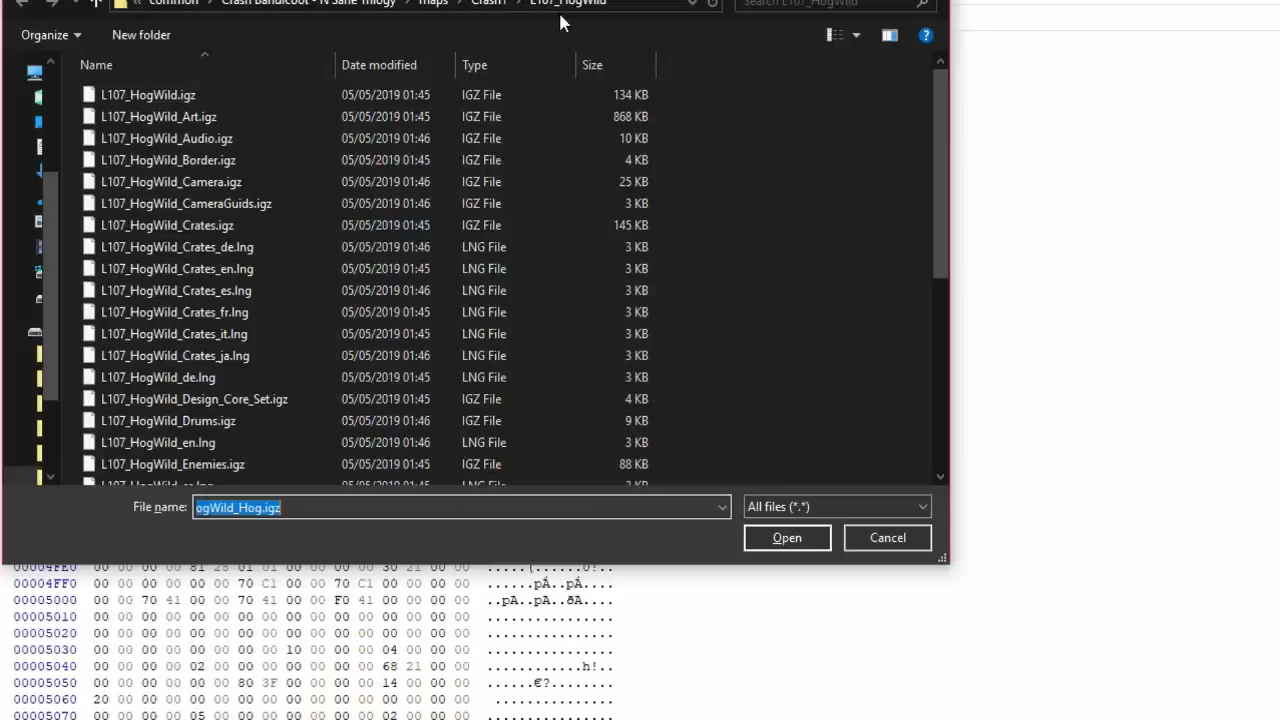 « common > Crash Bandicoot - N Sane Trilogy > maps > Crash1 > L107_HogWild
Search L107_HogWild
Organize
New folder
Name Date modified Type Size
L107_HogWild.igz 05/05/2019 01:45 IGZ File 134 KB
L107_HogWild_Art.igz 05/05/2019 01:45 IGZ File 868 KB
L107_HogWild_Audio.igz 05/05/2019 01:46 IGZ File 10 KB
L107_HogWild_Border.igz 05/05/2019 01:46 IGZ File 4 KB
L107_HogWild_Camera.igz 05/05/2019 01:46 IGZ File 25 KB
L107_HogWild_CameraGuids.igz 05/05/2019 01:46 IGZ File 3 KB
L107_HogWild_Crates.igz 05/05/2019 01:45 IGZ File 145 KB
L107_HogWild_Crates_de.lng 05/05/2019 01:46 LNG File 3 KB
L107_HogWild_Crates_en.lng 05/05/2019 01:45 LNG File 3 KB
L107_HogWild_Crates_es.lng 05/05/2019 01:46 LNG File 3 KB
L107_HogWild_Crates_fr.lng 05/05/2019 01:45 LNG File 3 KB
L107_HogWild_Crates_it.lng 05/05/2019 01:46 LNG File 3 KB
L107_HogWild_Crates_ja.lng 05/05/2019 01:46 LNG File 3 KB
L107_HogWild_de.lng 05/05/2019 01:45 LNG File 3 KB
L107_HogWild_Design_Core_Set.igz 05/05/2019 01:45 IGZ File 4 KB
L107_HogWild_Drums.igz 05/05/2019 01:46 IGZ File 9 KB
L107_HogWild_en.lng 05/05/2019 01:46 LNG File 3 KB
L107_HogWild_Enemies.igz 05/05/2019 01:45 IGZ File 88 KB
File name: ogWild_Hog.igz All files (*.*)
Open Cancel
00004FF0 00 00 00 00 00 00 70 C1 00 00 70 C1 00 00 00 00 ......pÁ..pÁ....
00005000 00 00 70 41 00 00 70 41 00 00 F0 41 00 00 00 00 ..pA..pA..ðA....
00005010 00 00 00 00 00 00 00 00 00 00 00 00 00 00 00 00 ................
00005020 00 00 00 00 00 00 00 00 00 00 00 00 00 00 00 00 ................
00005030 00 00 00 00 00 00 00 00 10 00 00 00 04 00 00 00 ................
00005040 00 00 00 00 02 00 00 00 00 00 00 00 68 21 00 00 ............h!..
00005050 00 00 00 00 00 00 80 3F 00 00 00 00 14 00 00 00 ......€?........
00005060 20 00 00 00 00 00 00 00 00 00 00 00 00 00 00 00 ...............
00005070 00 00 00 00 05 00 00 00 00 00 00 00 02 00 00 00 ................